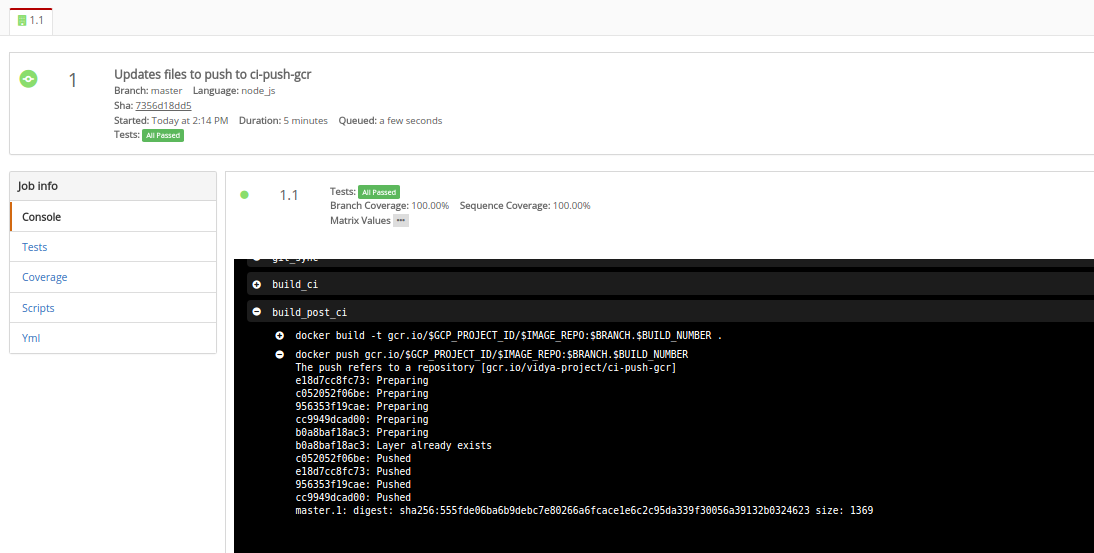 1.1
1
Updates files to push to ci-push-gcr
Branch: master Language: node_js
Sha: 7356d18dd5
Started: Today at 2:14 PM Duration: 5 minutes Queued: a few seconds
Tests: All Passed
Job info
Console
Tests
Coverage
Scripts
Yml
1.1
Tests: All Passed
Branch Coverage: 100.00% Sequence Coverage: 100.00%
Matrix Values •••
git_sync
build_ci
build_post_ci
docker build -t gcr.io/$GCP_PROJECT_ID/$IMAGE_REPO:$BRANCH.$BUILD_NUMBER .
docker push gcr.io/$GCP_PROJECT_ID/$IMAGE_REPO:$BRANCH.$BUILD_NUMBER
The push refers to a repository [gcr.io/vidya-project/ci-push-gcr]
e18d7cc8fc73: Preparing
c052052f06be: Preparing
956353f19cae: Preparing
cc9949dcad00: Preparing
b0a8baf18ac3: Preparing
b0a8baf18ac3: Layer already exists
c052052f06be: Pushed
e18d7cc8fc73: Pushed
956353f19cae: Pushed
cc9949dcad00: Pushed
master.1: digest: sha256:555fde06ba6b9debc7e80266a6fcace1e6c2c95da339f30056a39132b0324623 size: 1369